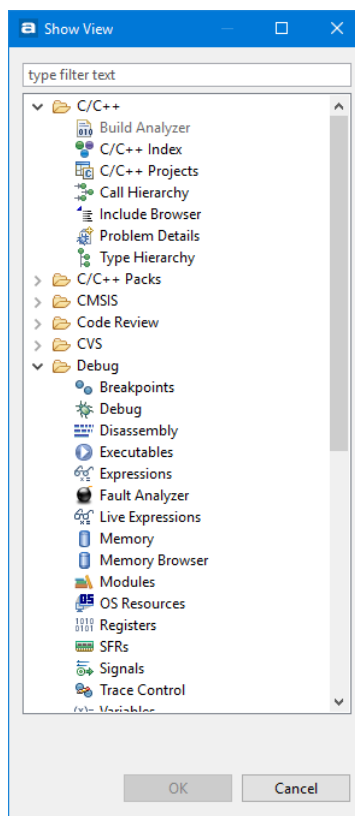 Show View
type filter text
C/C++
Build Analyzer
C/C++ Index
C/C++ Projects
Call Hierarchy
Include Browser
Problem Details
Type Hierarchy
C/C++ Packs
CMSIS
Code Review
CVS
Debug
Breakpoints
Debug
Disassembly
Executables
Expressions
Fault Analyzer
Live Expressions
Memory
Memory Browser
Modules
OS Resources
Registers
SFRs
Signals
Trace Control
(x)= Variables
OK
Cancel